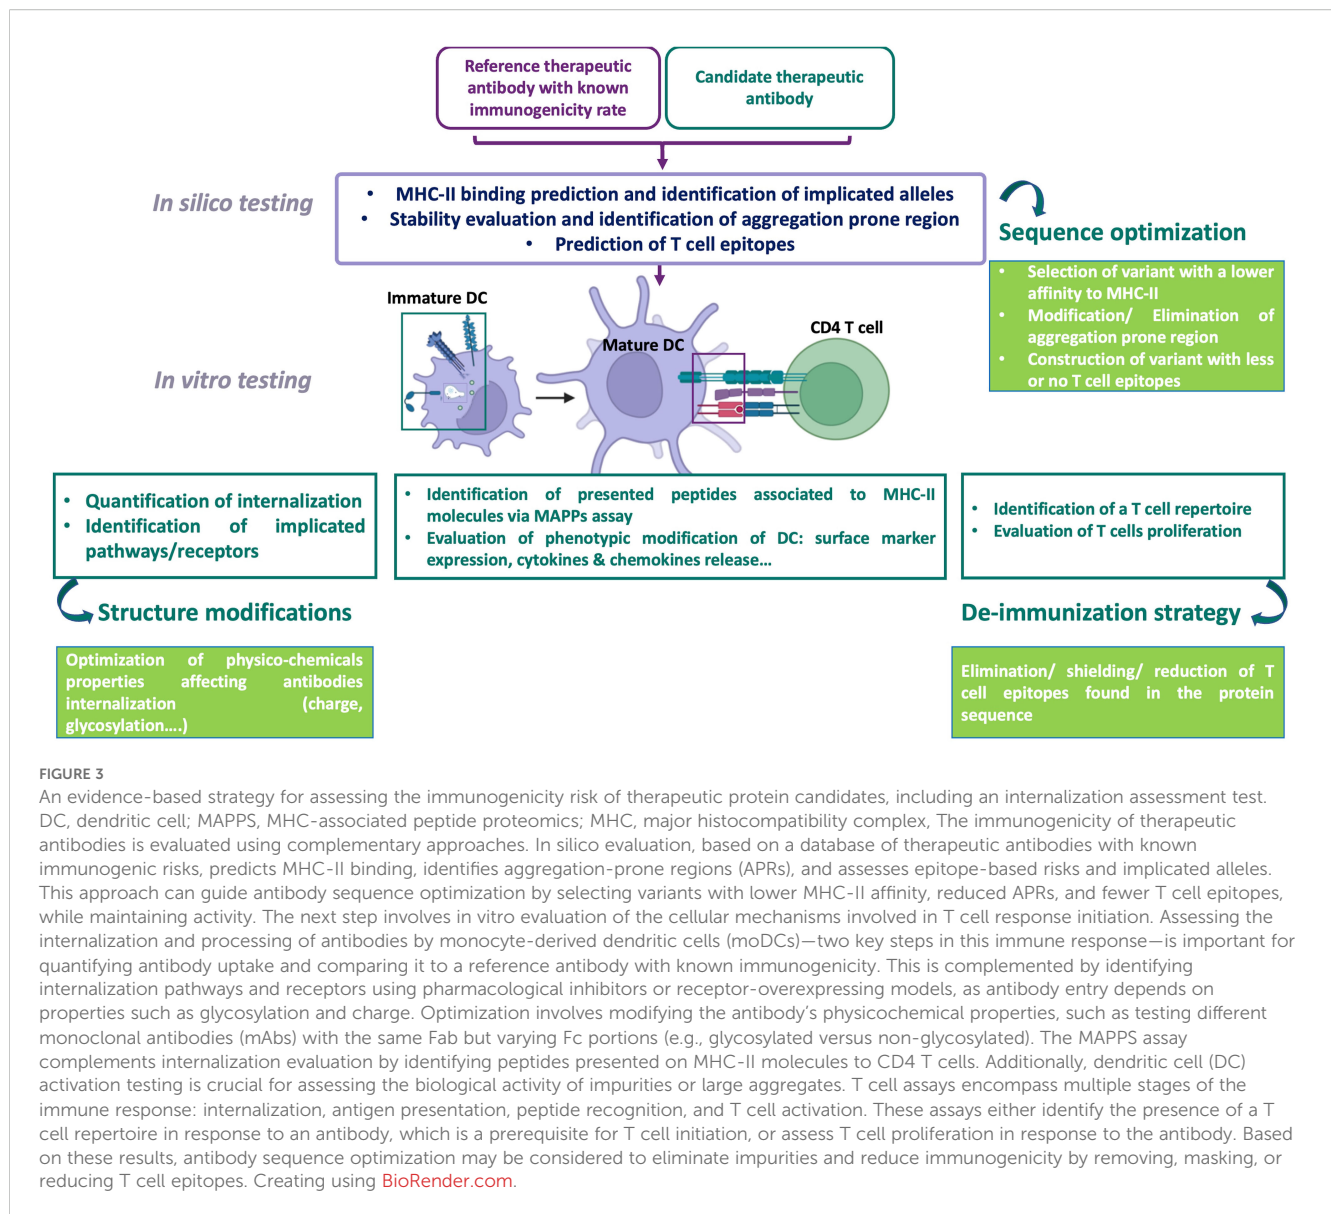 Reference therapeutic
antibody with known
immunogenicity rate
Candidate therapeutic
antibody
In silico testing
• MHC-II binding prediction and identification of implicated alleles
• Stability evaluation and identification of aggregation prone region
• Prediction of T cell epitopes
Sequence optimization
• Selection of variant with a lower
affinity to MHC-II
• Modification/ Elimination of
aggregation prone region
• Construction of variant with less
or no T cell epitopes
In vitro testing
Immature DC
Mature DC
CD4 T cell
• Quantification of internalization
• Identification of implicated
pathways/receptors
• Identification of presented peptides associated to MHC-II
molecules via MAPPs assay
• Evaluation of phenotypic modification of DC: surface marker
expression, cytokines & chemokines release...
• Identification of a T cell repertoire
• Evaluation of T cells proliferation
Structure modifications
Optimization of physico-chemicals
properties affecting antibodies
internalization (charge,
glycosylation....)
De-immunization strategy
Elimination/ shielding/ reduction of T
cell epitopes found in the protein
sequence
FIGURE 3
An evidence-based strategy for assessing the immunogenicity risk of therapeutic protein candidates, including an internalization assessment test.
DC, dendritic cell; MAPPS, MHC-associated peptide proteomics; MHC, major histocompatibility complex, The immunogenicity of therapeutic
antibodies is evaluated using complementary approaches. In silico evaluation, based on a database of therapeutic antibodies with known
immunogenic risks, predicts MHC-II binding, identifies aggregation-prone regions (APRs), and assesses epitope-based risks and implicated alleles.
This approach can guide antibody sequence optimization by selecting variants with lower MHC-II affinity, reduced APRs, and fewer T cell epitopes,
while maintaining activity. The next step involves in vitro evaluation of the cellular mechanisms involved in T cell response initiation. Assessing the
internalization and processing of antibodies by monocyte-derived dendritic cells (moDCs)—two key steps in this immune response—is important for
quantifying antibody uptake and comparing it to a reference antibody with known immunogenicity. This is complemented by identifying
internalization pathways and receptors using pharmacological inhibitors or receptor-overexpressing models, as antibody entry depends on
properties such as glycosylation and charge. Optimization involves modifying the antibody's physicochemical properties, such as testing different
monoclonal antibodies (mAbs) with the same Fab but varying Fc portions (e.g., glycosylated versus non-glycosylated). The MAPPS assay
complements internalization evaluation by identifying peptides presented on MHC-II molecules to CD4 T cells. Additionally, dendritic cell (DC)
activation testing is crucial for assessing the biological activity of impurities or large aggregates. T cell assays encompass multiple stages of the
immune response: internalization, antigen presentation, peptide recognition, and T cell activation. These assays either identify the presence of a T
cell repertoire in response to an antibody, which is a prerequisite for T cell initiation, or assess T cell proliferation in response to the antibody. Based
on these results, antibody sequence optimization may be considered to eliminate impurities and reduce immunogenicity by removing, masking, or
reducing T cell epitopes. Creating using BioRender.com.